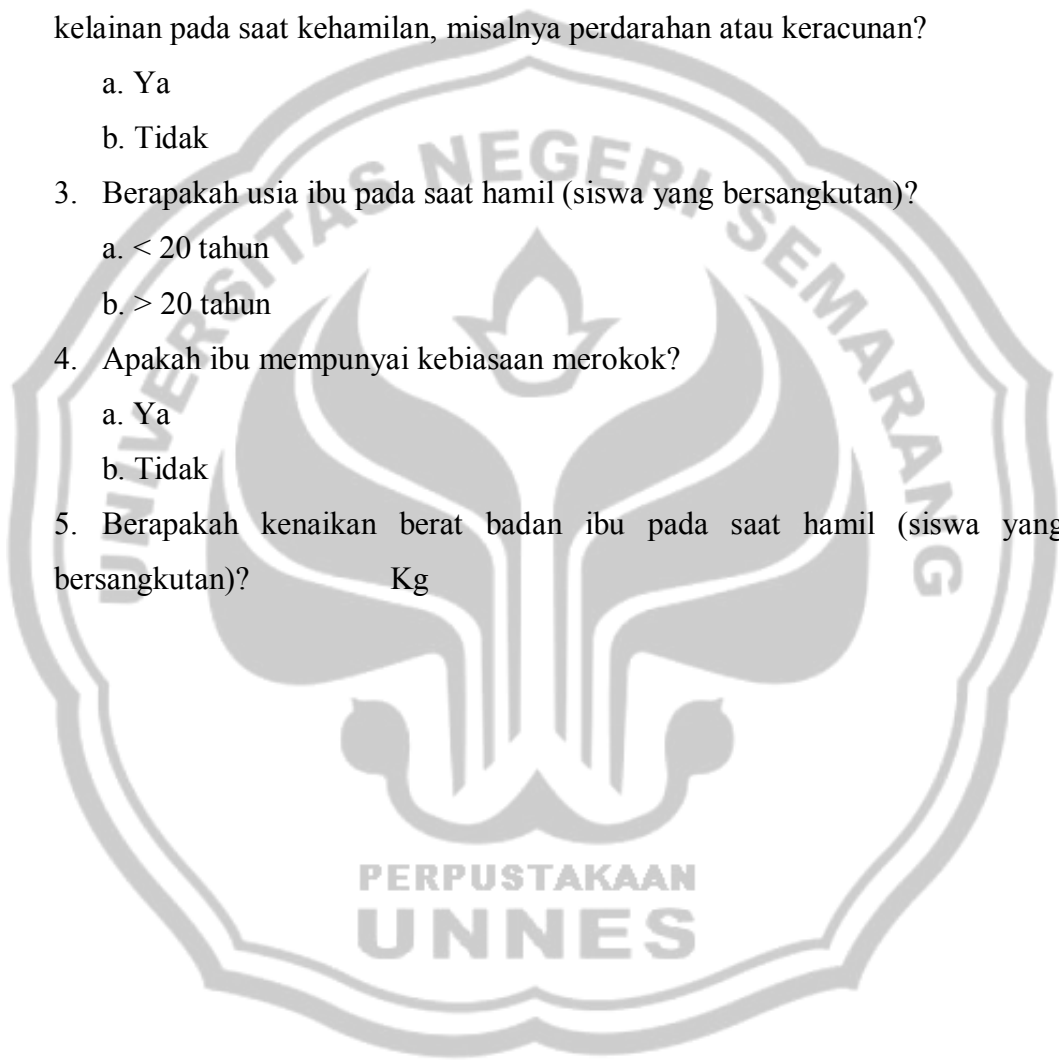 kelainan pada saat kehamilan, misalnya perdarahan atau keracunan?
a. Ya
b. Tidak
3. Berapakah usia ibu pada saat hamil (siswa yang bersangkutan)?
a. < 20 tahun
b. > 20 tahun
4. Apakah ibu mempunyai kebiasaan merokok?
a. Ya
b. Tidak
5. Berapakah kenaikan berat badan ibu pada saat hamil (siswa yang
bersangkutan)? Kg
UNIVERSITAS NEGERI SEMARANG
PERPUSTAKAAN
UNNES